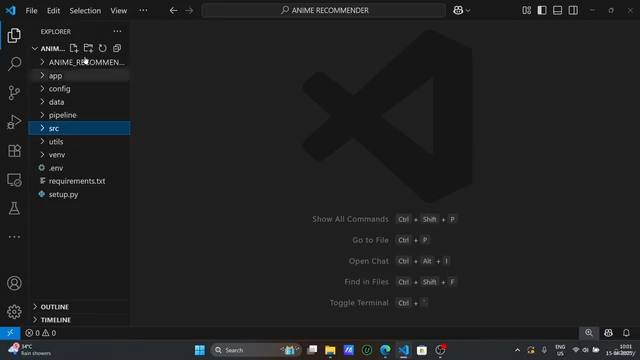 File Edit Selection View
ANIME RECOMMENDER
EXPLORER
ANIM...
ANIME_RECOMMEN...
app
config
data
pipeline
src
utils
venv
.env
requirements.txt
setup.py
Show All Commands Ctrl + Shift + P
Go to File Ctrl + P
Open Chat Ctrl + Alt + I
Find in Files Ctrl + Shift + F
Toggle Terminal Ctrl + `
OUTLINE
TIMELINE
0 0
34°C
Rain showers
Search
ENG
10:01